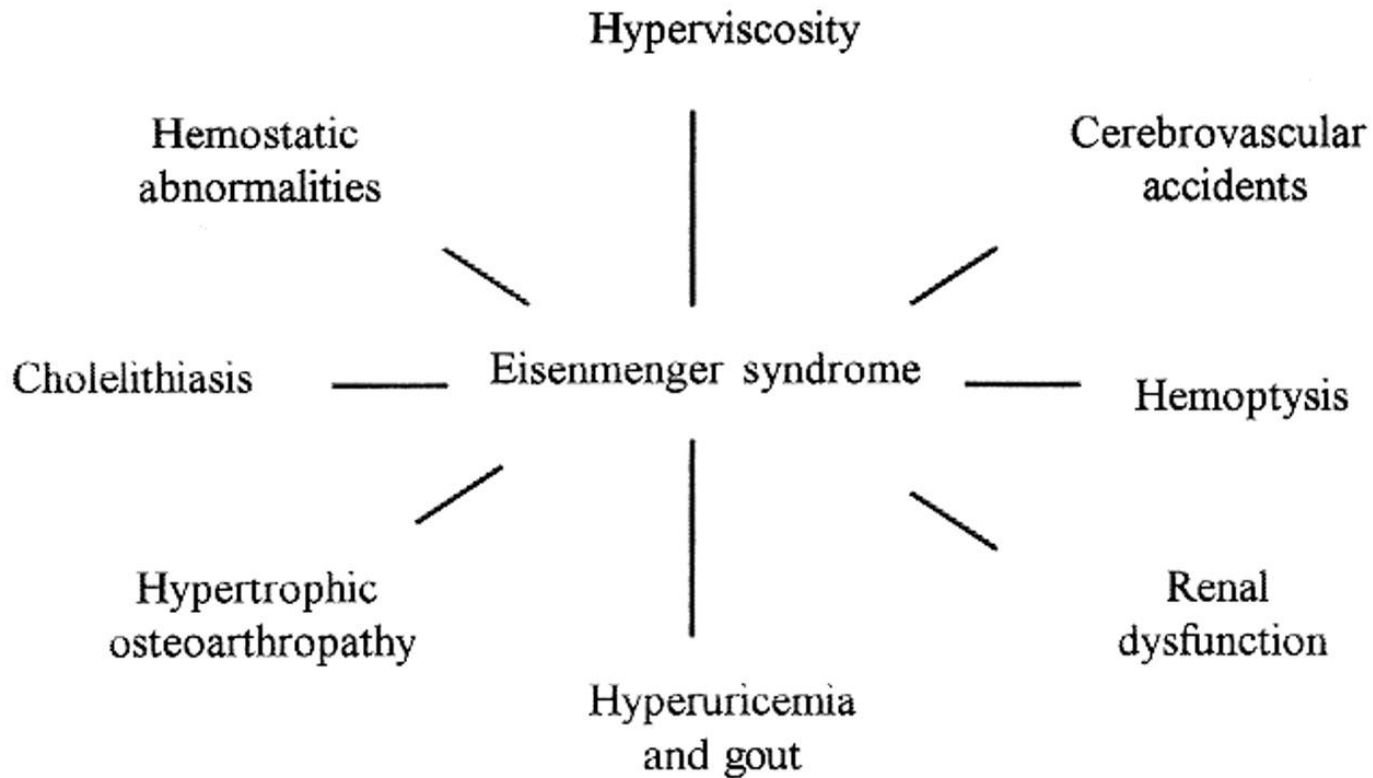 Hyperviscosity
Hemostatic
abnormalities
Cerebrovascular
accidents
Cholelithiasis
Eisenmenger syndrome
Hemoptysis
Hypertrophic
osteoarthropathy
Renal
dysfunction
Hyperuricemia
and gout